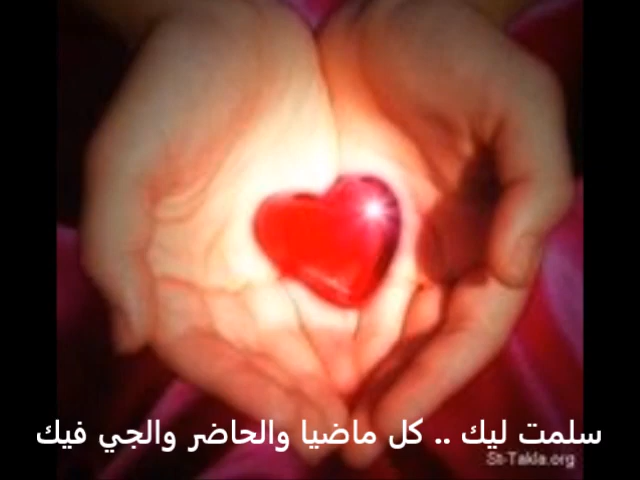 سلمت ليك .. كل ماضيا والحاضر والجي فيك
St-Takla.org